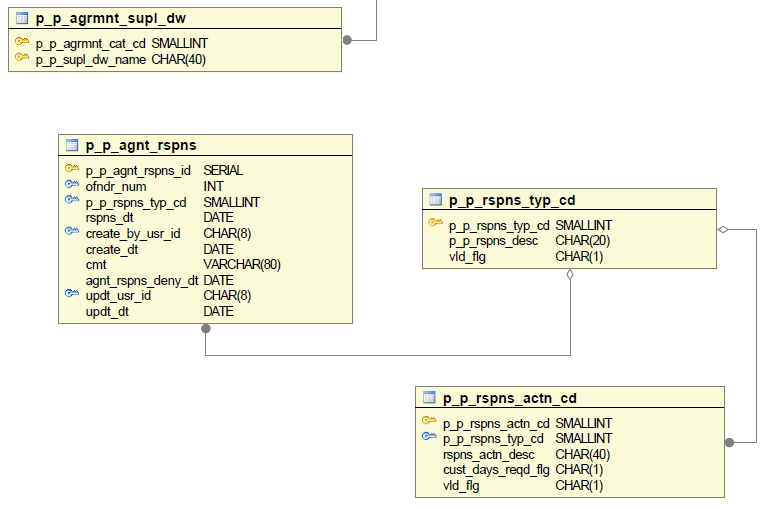 p_p_agrmnt_supl_dw
p_p_agrmnt_cat_cd SMALLINT
p_p_supl_dw_name CHAR(40)
p_p_agnt_rspns
p_p_agnt_rspns_id SERIAL
ofndr_num INT
p_p_rspns_typ_cd SMALLINT
rspns_dt DATE
create_by_usr_id CHAR(8)
create_dt DATE
cmt VARCHAR(80)
agnt_rspns_deny_dt DATE
updt_usr_id CHAR(8)
updt_dt DATE
p_p_rspns_typ_cd
p_p_rspns_typ_cd SMALLINT
p_p_rspns_desc CHAR(20)
vld_flg CHAR(1)
p_p_rspns_actn_cd
p_p_rspns_actn_cd SMALLINT
p_p_rspns_typ_cd SMALLINT
rspns_actn_desc CHAR(40)
cust_days_reqd_flg CHAR(1)
vld_flg CHAR(1)